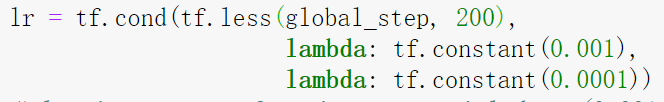 lr = tf.cond(tf.less(global_step, 200),
lambda: tf.constant(0.001),
lambda: tf.constant(0.0001))